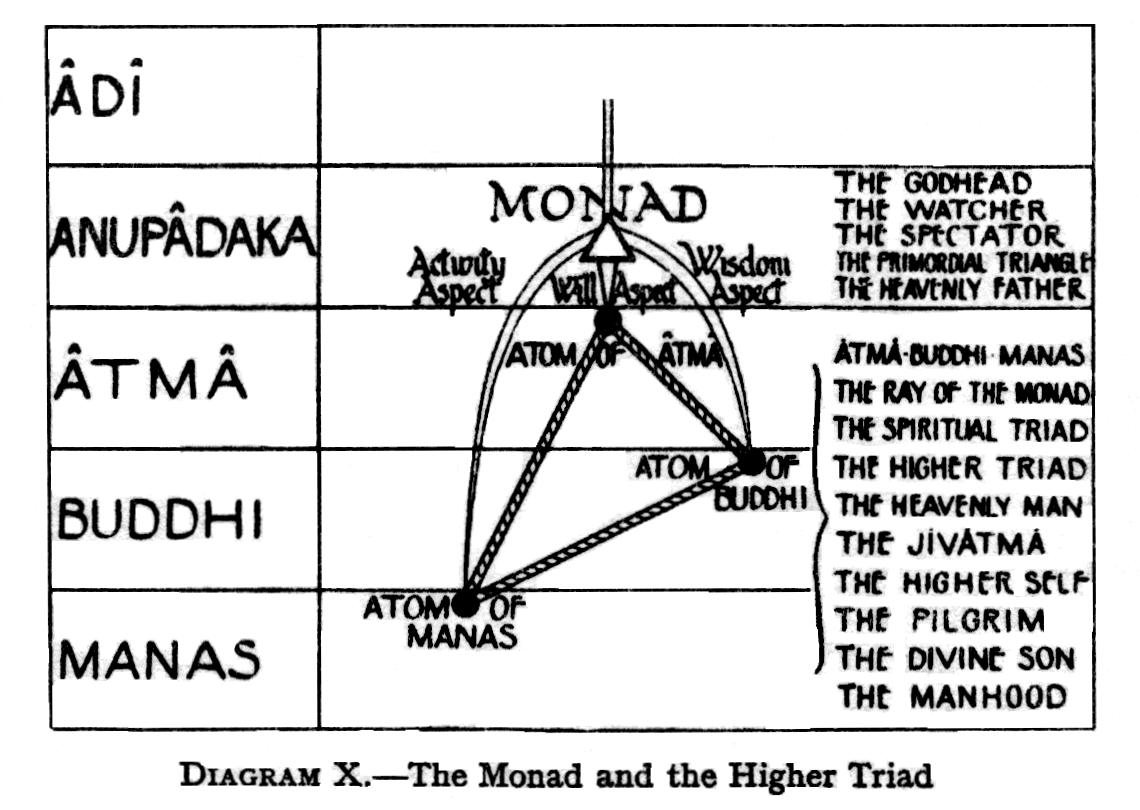 ÂDÎ
MONAD
THE GODHEAD
THE WATCHER
ANUPÂDAKA
THE SPECTATOR
Activity
Aspect
Will Aspect
Wisdom
Aspect
THE PRIMORDIAL TRIANGLE
THE HEAVENLY FATHER
ÂTMÂ
ATOM OF ÂTMÂ
ÂTMÂ-BUDDHI-MANAS
THE RAY OF THE MONAD
THE SPIRITUAL TRIAD
ATOM OF
BUDDHI
THE HIGHER TRIAD
THE HEAVENLY MAN
BUDDHI
THE JÎVÂTMÂ
THE HIGHER SELF
ATOM OF
MANAS
THE PILGRIM
MANAS
THE DIVINE SON
THE MANHOOD
DIAGRAM X.—The Monad and the Higher Triad